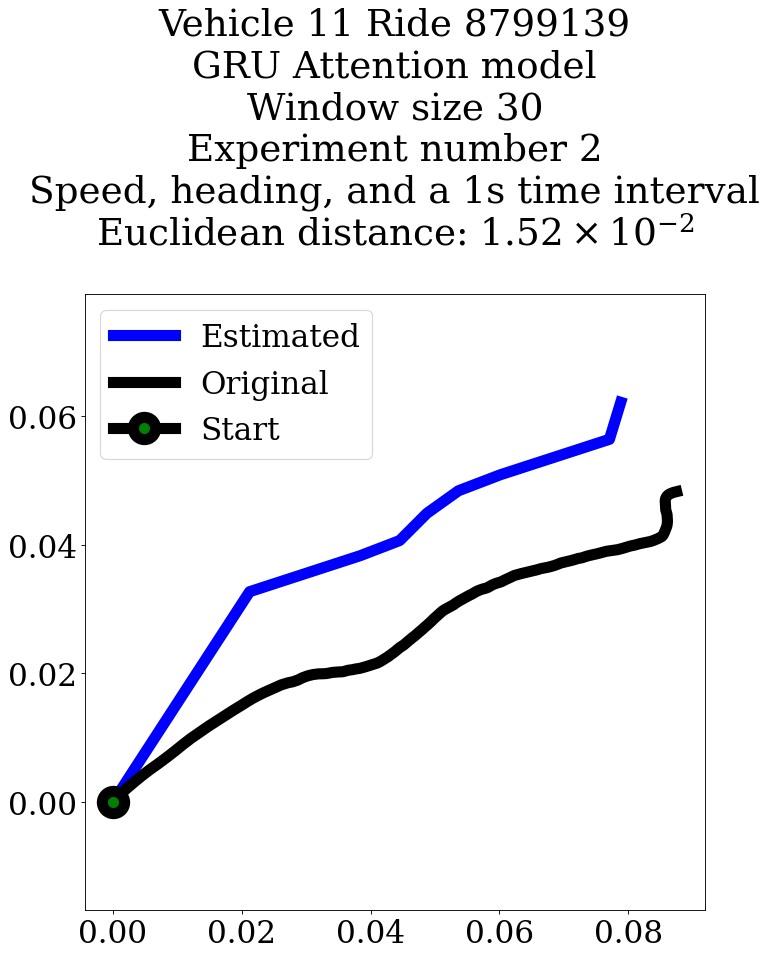 Vehicle 11 Ride 8799139
GRU Attention model
Window size 30
Experiment number 2
Speed, heading, and a 1s time interval
Euclidean distance: 1.52 × 10⁻²
Estimated
Original
Start
0.06
0.04
0.02
0.00
0.00 0.02 0.04 0.06 0.08